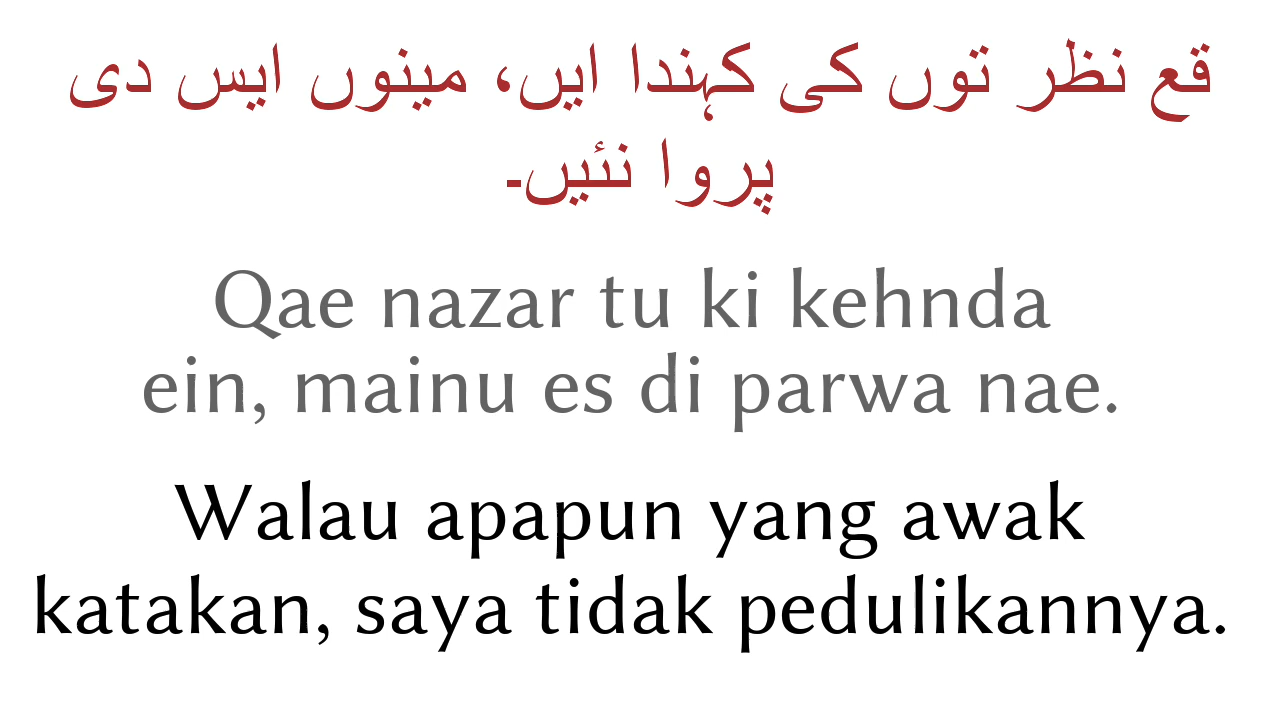 قع نظر توں کی کہندا ایں، مینوں ایس دی
پروا نئیں۔
Qae nazar tu ki kehnda
ein, mainu es di parwa nae.
Walau apapun yang awak
katakan, saya tidak pedulikannya.